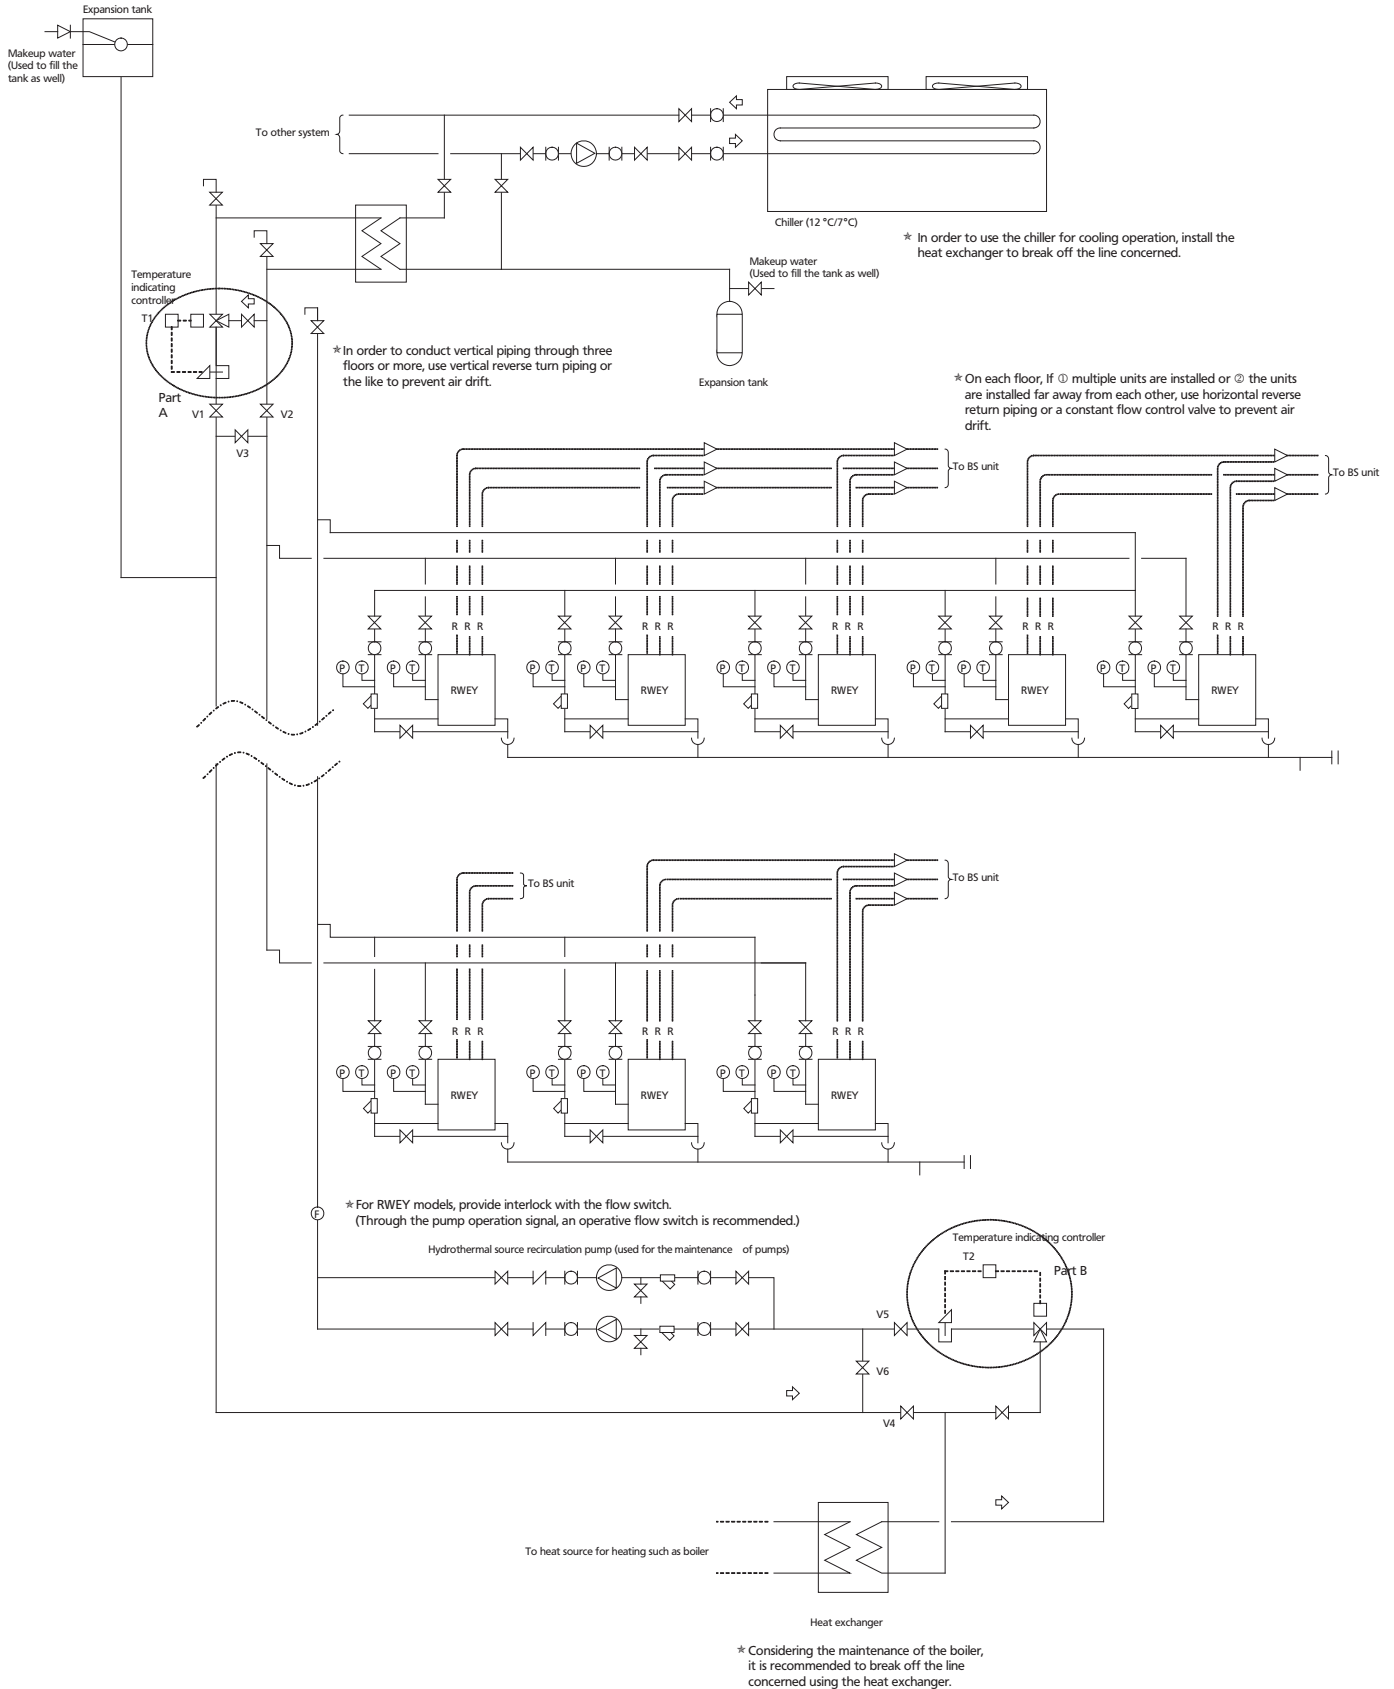 Expansion tank
Makeup water
(Used to fill the
tank as well)
To other system
Chiller (12 °C/7°C)
✭ In order to use the chiller for cooling operation, install the
heat exchanger to break off the line concerned.
Makeup water
(Used to fill the tank as well)
Temperature
indicating
controller
T1
✭ In order to conduct vertical piping through three
floors or more, use vertical reverse turn piping or
the like to prevent air drift.
Expansion tank
✭ On each floor, If ① multiple units are installed or ② the units
are installed far away from each other, use horizontal reverse
return piping or a constant flow control valve to prevent air
drift.
Part
A
V1
V2
V3
To BS unit
To BS unit
R R R
R R R
R R R
R R R
R R R
P T P T
P T P T
P T P T
P T P T
P T P T
RWEY
RWEY
RWEY
RWEY
RWEY
To BS unit
To BS unit
R R R
R R R
R R R
P T P T
P T P T
P T P T
RWEY
RWEY
RWEY
✭ For RWEY models, provide interlock with the flow switch.
(Through the pump operation signal, an operative flow switch is recommended.)
F
Hydrothermal source recirculation pump (used for the maintenance of pumps)
Temperature indicating controller
T2
Part B
V5
V6
V4
To heat source for heating such as boiler
Heat exchanger
✭ Considering the maintenance of the boiler,
it is recommended to break off the line
concerned using the heat exchanger.